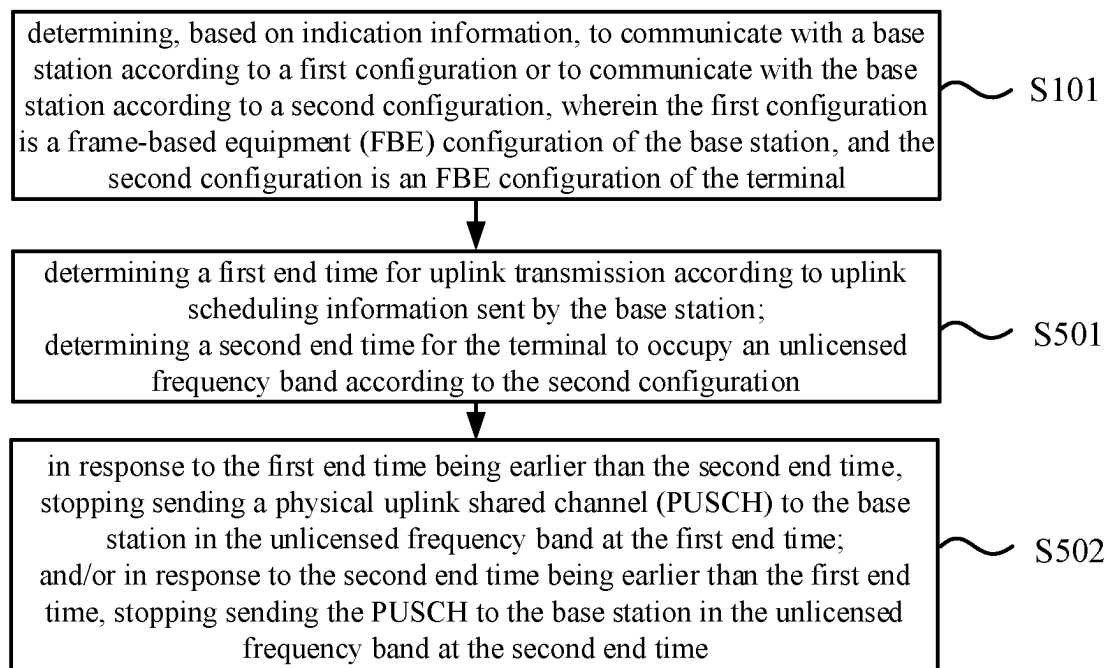 determining, based on indication information, to communicate with a base
station according to a first configuration or to communicate with the base
station according to a second configuration, wherein the first configuration
is a frame-based equipment (FBE) configuration of the base station, and the
second configuration is an FBE configuration of the terminal
S101
determining a first end time for uplink transmission according to uplink
scheduling information sent by the base station;
determining a second end time for the terminal to occupy an unlicensed
frequency band according to the second configuration
S501
in response to the first end time being earlier than the second end time,
stopping sending a physical uplink shared channel (PUSCH) to the base
station in the unlicensed frequency band at the first end time;
and/or in response to the second end time being earlier than the first end
time, stopping sending the PUSCH to the base station in the unlicensed
frequency band at the second end time
S502